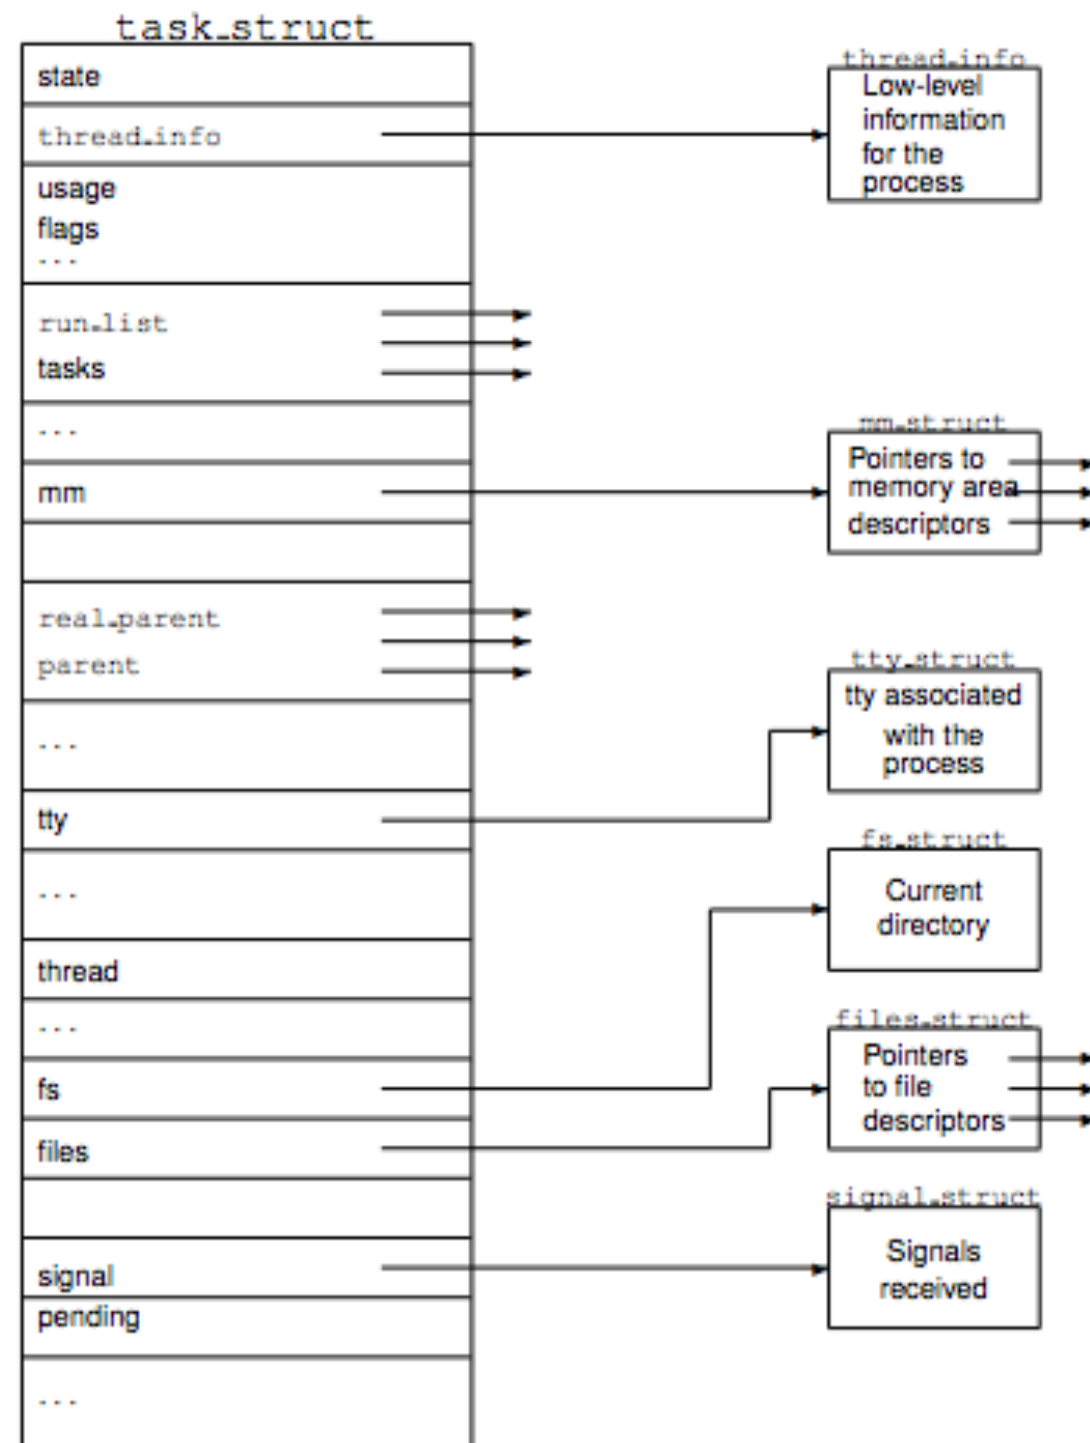 task_struct
state
thread_info
usage
flags
...
run_list
tasks
...
mm
real_parent
parent
...
tty
...
thread
...
fs
files
signal
pending
...
thread_info
Low-level
information
for the
process
mm_struct
Pointers to
memory area
descriptors
tty_struct
tty associated
with the
process
fs_struct
Current
directory
files_struct
Pointers
to file
descriptors
signal_struct
Signals
received